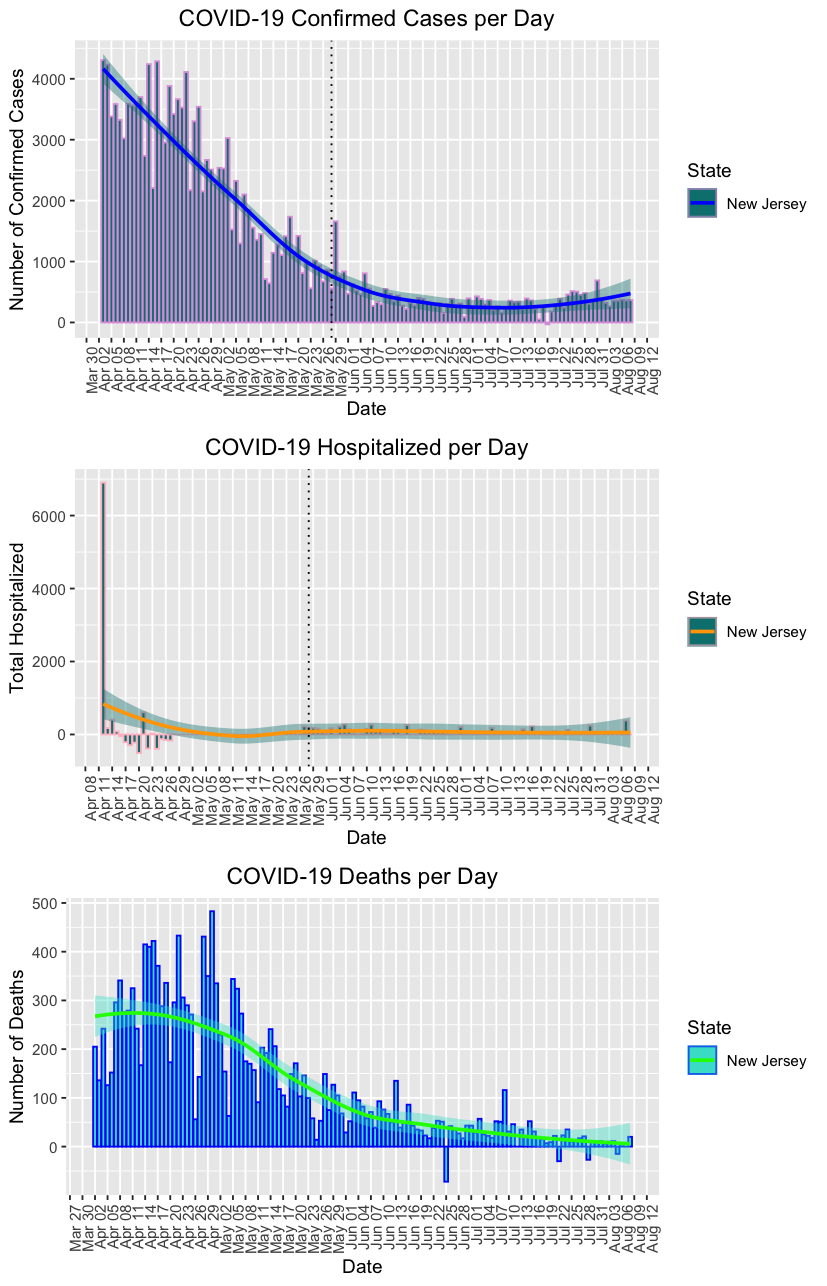 COVID-19 Confirmed Cases per Day
Number of Confirmed Cases
4000
3000
2000
1000
0
Mar 30
Apr 02
Apr 05
Apr 08
Apr 11
Apr 14
Apr 17
Apr 20
Apr 23
Apr 26
Apr 29
May 02
May 05
May 08
May 11
May 14
May 17
May 20
May 23
May 26
May 29
Jun 01
Jun 04
Jun 07
Jun 10
Jun 13
Jun 16
Jun 19
Jun 22
Jun 25
Jun 28
Jul 01
Jul 04
Jul 07
Jul 10
Jul 13
Jul 16
Jul 19
Jul 22
Jul 25
Jul 28
Jul 31
Aug 03
Aug 06
Aug 09
Aug 12
Date
State
New Jersey
COVID-19 Hospitalized per Day
Total Hospitalized
6000
4000
2000
0
Apr 08
Apr 11
Apr 14
Apr 17
Apr 20
Apr 23
Apr 26
Apr 29
May 02
May 05
May 08
May 11
May 14
May 17
May 20
May 23
May 26
May 29
Jun 01
Jun 04
Jun 07
Jun 10
Jun 13
Jun 16
Jun 19
Jun 22
Jun 25
Jun 28
Jul 01
Jul 04
Jul 07
Jul 10
Jul 13
Jul 16
Jul 19
Jul 22
Jul 25
Jul 28
Jul 31
Aug 03
Aug 06
Aug 09
Aug 12
Date
State
New Jersey
COVID-19 Deaths per Day
Number of Deaths
500
400
300
200
100
0
Mar 27
Mar 30
Apr 02
Apr 05
Apr 08
Apr 11
Apr 14
Apr 17
Apr 20
Apr 23
Apr 26
Apr 29
May 02
May 05
May 08
May 11
May 14
May 17
May 20
May 23
May 26
May 29
Jun 01
Jun 04
Jun 07
Jun 10
Jun 13
Jun 16
Jun 19
Jun 22
Jun 25
Jun 28
Jul 01
Jul 04
Jul 07
Jul 10
Jul 13
Jul 16
Jul 19
Jul 22
Jul 25
Jul 28
Jul 31
Aug 03
Aug 06
Aug 09
Aug 12
Date
State
New Jersey